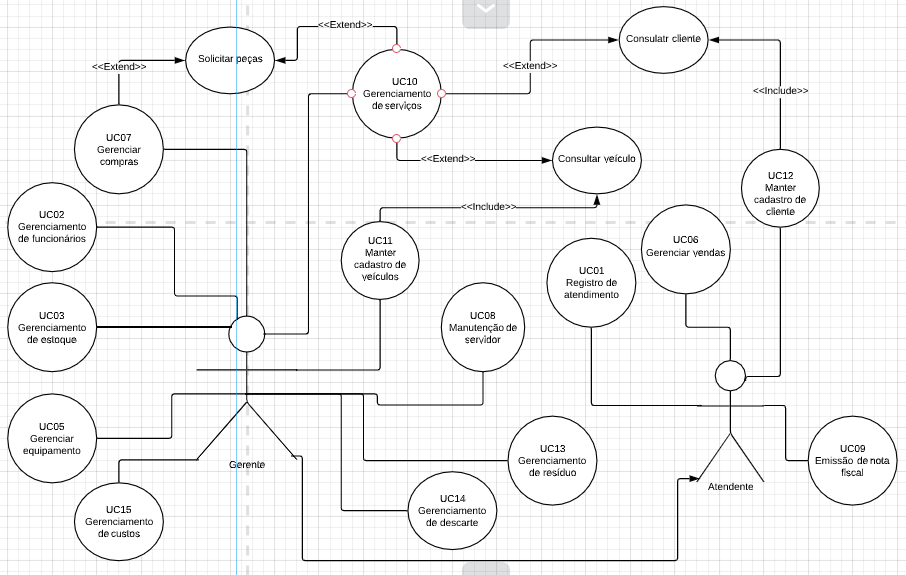 <<Extend>>
Consulatr cliente
Solicitar peças
<<Extend>>
<<Extend>>
UC10
Gerenciamento
de serviços
<<Include>>
UC07
Gerenciar
compras
<<Extend>>
Consultar veículo
UC12
Manter
cadastro de
cliente
UC02
Gerenciamento
de funcionários
<<Include>>
UC11
Manter
cadastro de
veículos
UC06
Gerenciar vendas
UC01
Registro de
atendimento
UC03
Gerenciamento
de estoque
UC08
Manutenção de
servidor
UC05
Gerenciar
equipamento
Gerente
UC13
Gerenciamento
de resíduo
UC09
Emissão de nota
fiscal
Atendente
UC15
Gerenciamento
de custos
UC14
Gerenciamento
de descarte